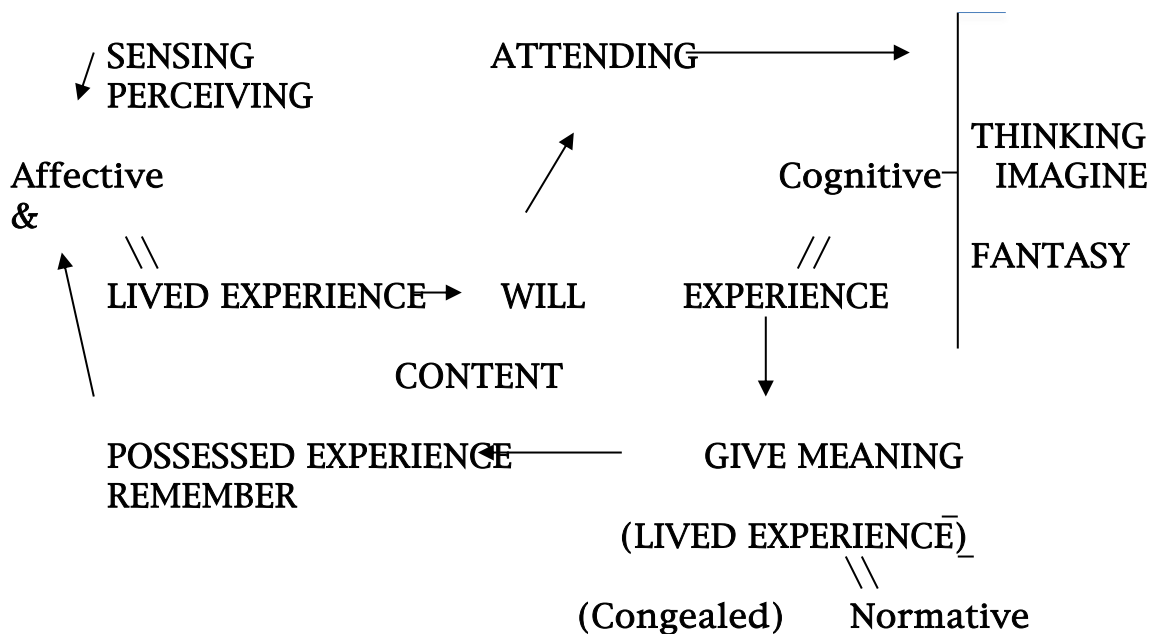 SENSING ATTENDING
PERCEIVING
THINKING
Affective Cognitive IMAGINE
&
FANTASY
LIVED EXPERIENCE WILL EXPERIENCE
CONTENT
POSSESSED EXPERIENCE GIVE MEANING
REMEMBER
(LIVED EXPERIENCE)
(Congealed) Normative